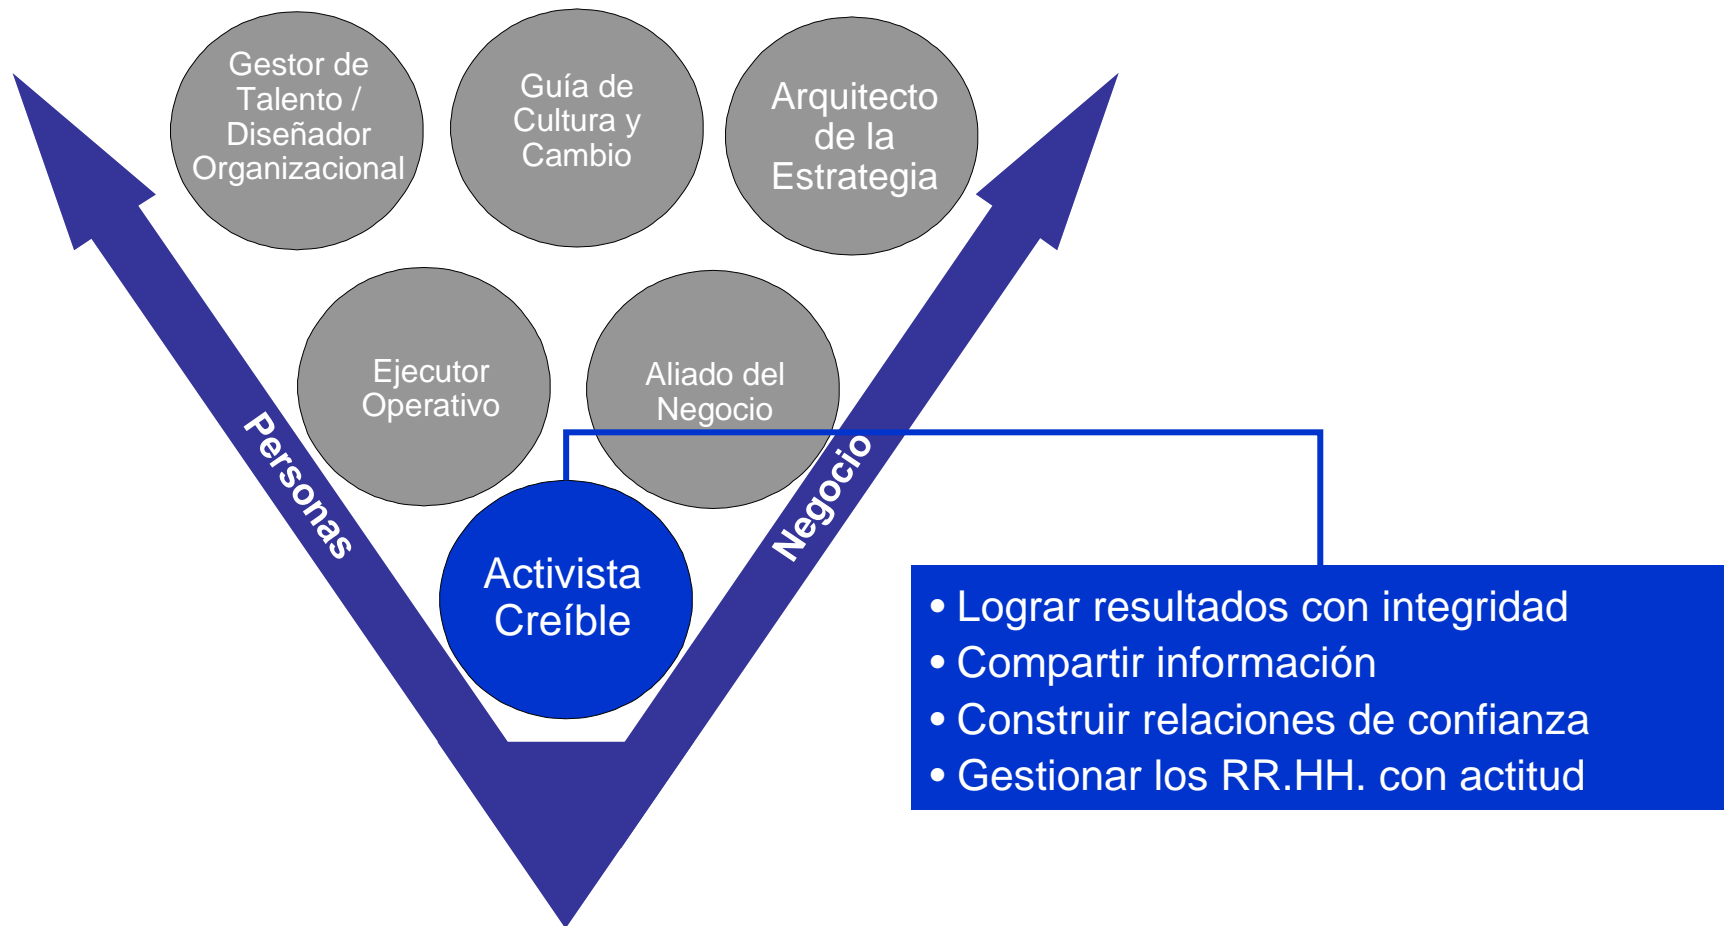 Gestor de
Talento /
Diseñador
Organizacional
Guía de
Cultura y
Cambio
Arquitecto
de la
Estrategia
Ejecutor
Operativo
Aliado del
Negocio
Personas
Negocio
Activista
Creíble
• Lograr resultados con integridad
• Compartir información
• Construir relaciones de confianza
• Gestionar los RR.HH. con actitud